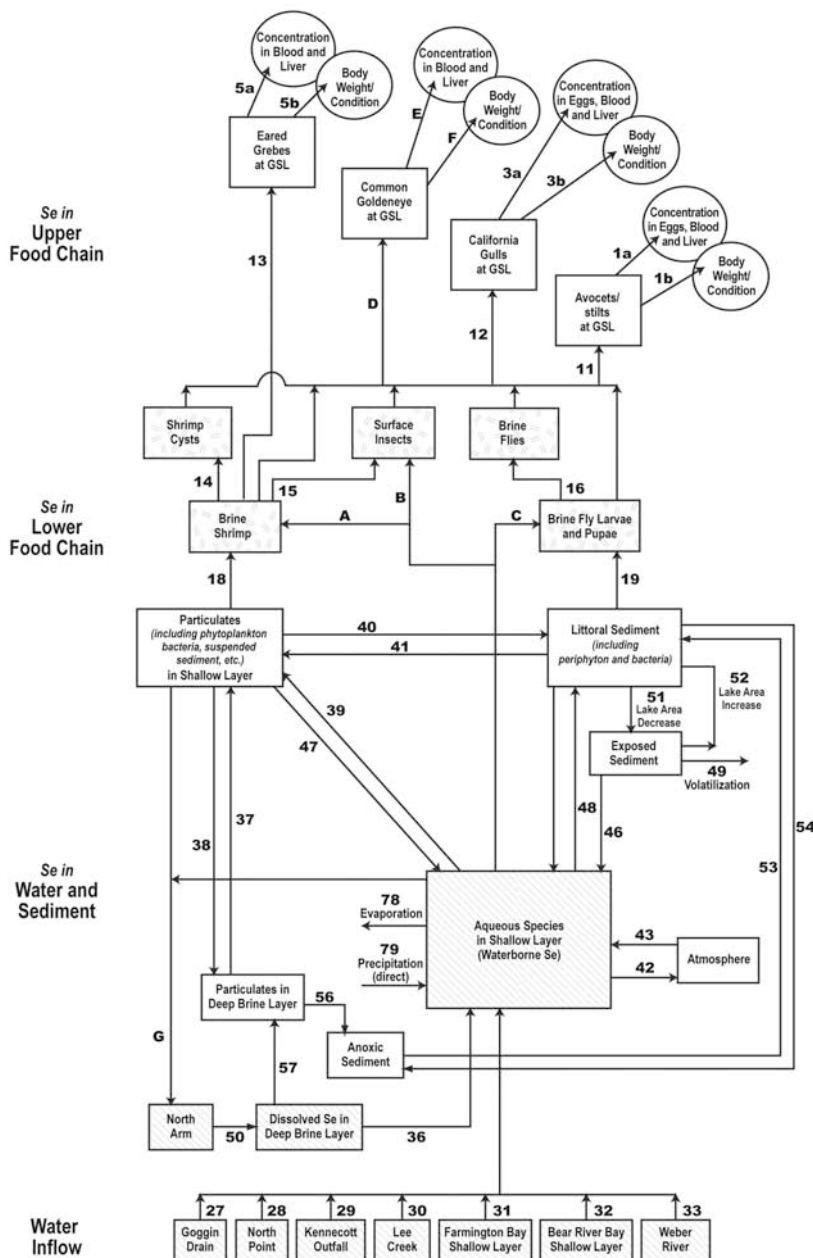 Concentration
in Blood and
Liver
5a
5b
Body
Weight/
Condition
Eared
Grebes
at GSL
Concentration
in Blood and
Liver
E
F
Body
Weight/
Condition
Common
Goldeneye
at GSL
Concentration
in Eggs, Blood
and Liver
3a
3b
Body
Weight/
Condition
California
Gulls
at GSL
Concentration
in Eggs, Blood
and Liver
1a
1b
Body
Weight/
Condition
Avocets/
stilts
at GSL
Se in
Upper
Food Chain
13
D
12
11
Shrimp
Cysts
Surface
Insects
Brine
Flies
14
15
B
16
Se in
Lower
Food Chain
Brine
Shrimp
A
C
Brine Fly Larvae
and Pupae
18
19
Particulates
(including phytoplankton
bacteria, suspended
sediment, etc.)
in Shallow Layer
40
41
Littoral Sediment
(including
periphyton and bacteria)
39
47
51
Lake Area
Decrease
52
Lake Area
Increase
Exposed
Sediment
49
Volatilization
38
37
48
46
53
54
Se in
Water and
Sediment
78
Evaporation
79
Precipitation
(direct)
Aqueous Species
in Shallow Layer
(Waterborne Se)
43
42
Atmosphere
Particulates in
Deep Brine Layer
56
Anoxic
Sediment
G
57
North
Arm
50
Dissolved Se in
Deep Brine Layer
36
Water
Inflow
27
28
29
30
31
32
33
Goggin
Drain
North
Point
Kennecott
Outfall
Lee
Creek
Farmington Bay
Shallow Layer
Bear River Bay
Shallow Layer
Weber
River